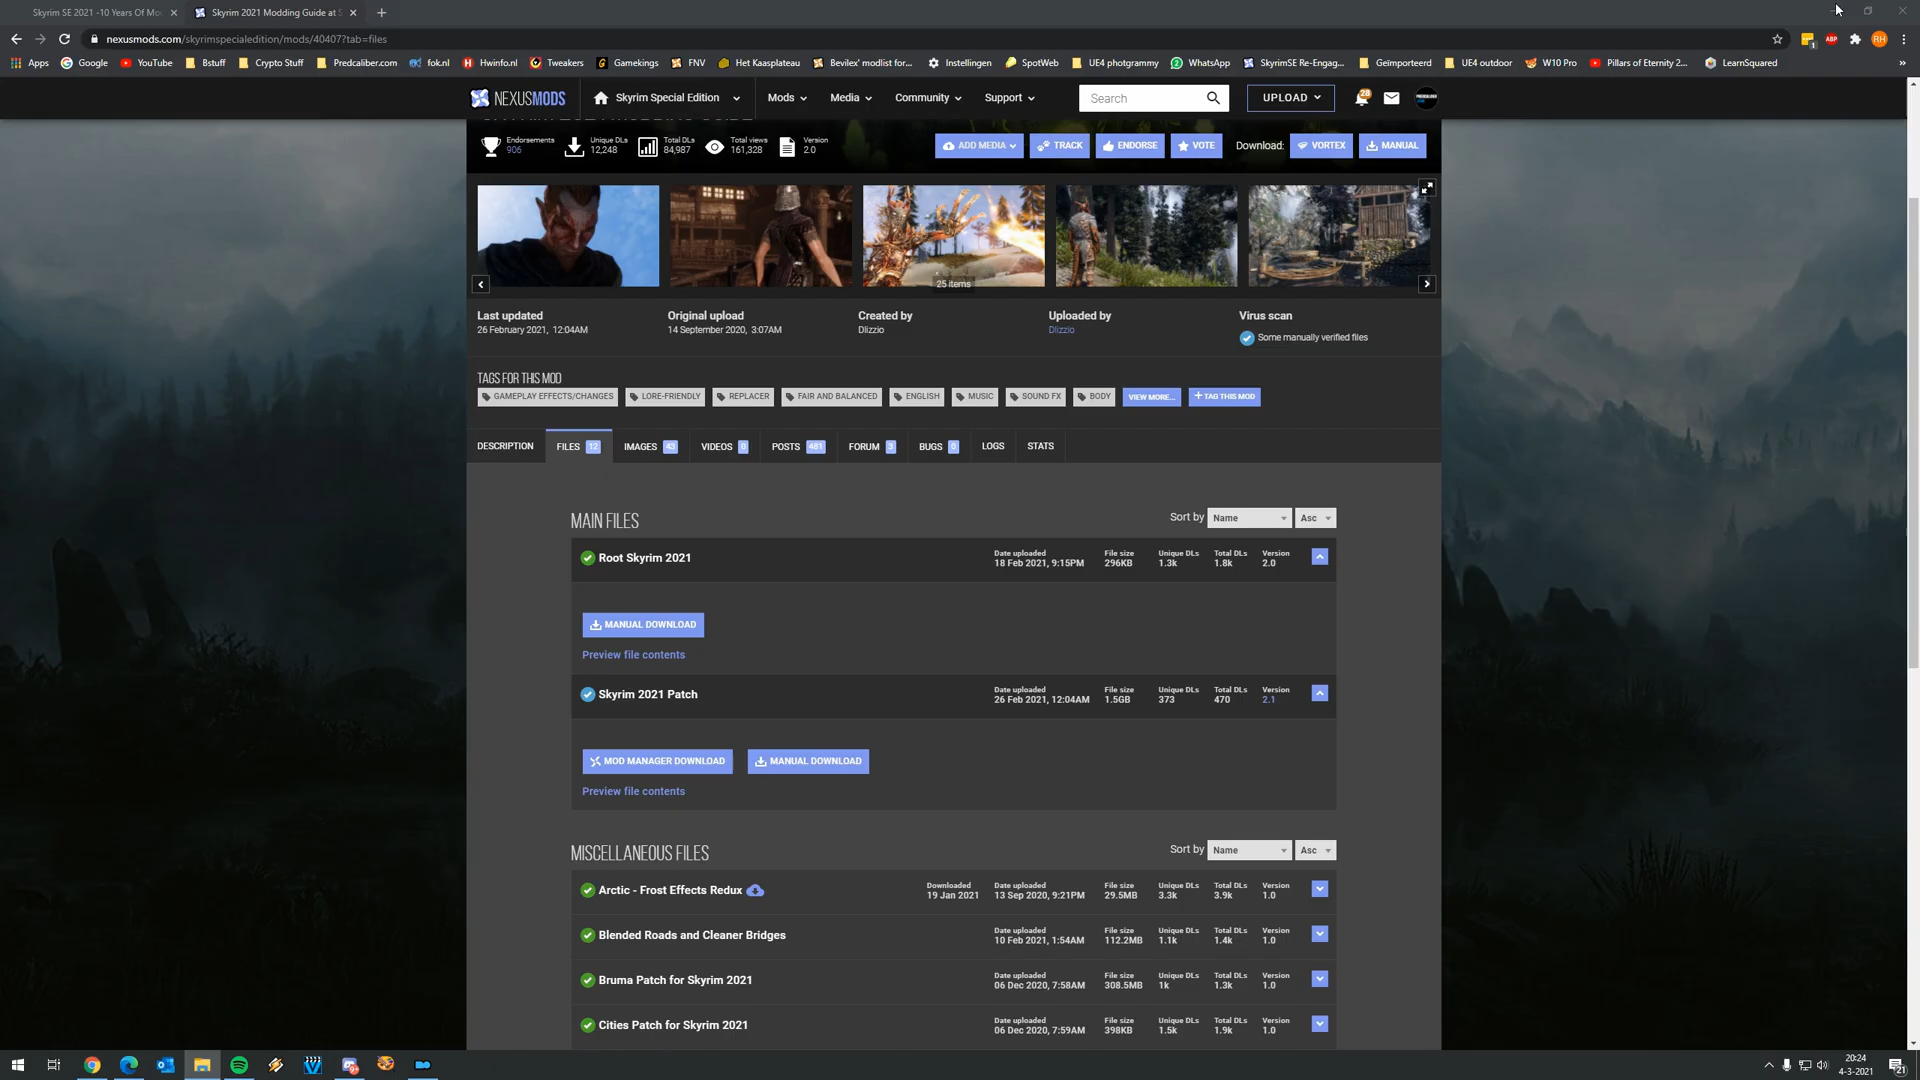 Skyrim SE 2021 -10 Years Of Mo
Skyrim 2021 Modding Guide at S
nexusmods.com/skyrimspecialedition/mods/40407?tab=files
Apps Google YouTube Bstuff Crypto Stuff Predcaliber.com fok.nl Hwinfo.nl Tweakers Gamekings FNV Het Kaasplateau Bevilex' modlist for... Instellingen SpotWeb UE4 photgrammy WhatsApp SkyrimSE Re-Engag... Geïmporteerd UE4 outdoor W10 Pro Pillars of Eternity 2... LearnSquared
NEXUSMODS Skyrim Special Edition Mods Media Community Support Search UPLOAD 28
Endorsements 906
Unique DLs 12,248
Total DLs 84,987
Total views 161,328
Version 2.0
ADD MEDIA TRACK ENDORSE VOTE Download: VORTEX MANUAL
25 items
Last updated Original upload Created by Uploaded by Virus scan
26 February 2021, 12:04AM 14 September 2020, 3:07AM Dlizzio Dlizzio Some manually verified files
TAGS FOR THIS MOD
GAMEPLAY EFFECTS/CHANGES LORE-FRIENDLY REPLACER FAIR AND BALANCED ENGLISH MUSIC SOUND FX BODY VIEW MORE... TAG THIS MOD
DESCRIPTION FILES 12 IMAGES 43 VIDEOS 0 POSTS 481 FORUM 3 BUGS 0 LOGS STATS
MAIN FILES Sort by Name Asc
Root Skyrim 2021 Date uploaded File size Unique DLs Total DLs Version
18 Feb 2021, 9:15PM 296KB 1.3k 1.8k 2.0
MANUAL DOWNLOAD
Preview file contents
Skyrim 2021 Patch Date uploaded File size Unique DLs Total DLs Version
26 Feb 2021, 12:04AM 1.5GB 373 470 2.1
MOD MANAGER DOWNLOAD MANUAL DOWNLOAD
Preview file contents
MISCELLANEOUS FILES Sort by Name Asc
Arctic - Frost Effects Redux Downloaded Date uploaded File size Unique DLs Total DLs Version
19 Jan 2021 13 Sep 2020, 9:21PM 29.5MB 3.3k 3.9k 1.0
Blended Roads and Cleaner Bridges Date uploaded File size Unique DLs Total DLs Version
10 Feb 2021, 1:54AM 112.2MB 1.1k 1.4k 1.0
Bruma Patch for Skyrim 2021 Date uploaded File size Unique DLs Total DLs Version
06 Dec 2020, 7:58AM 308.5MB 1k 1.3k 1.0
Cities Patch for Skyrim 2021 Date uploaded File size Unique DLs Total DLs Version
06 Dec 2020, 7:59AM 398KB 1.5k 1.9k 1.0
20:24
4-3-2021
21